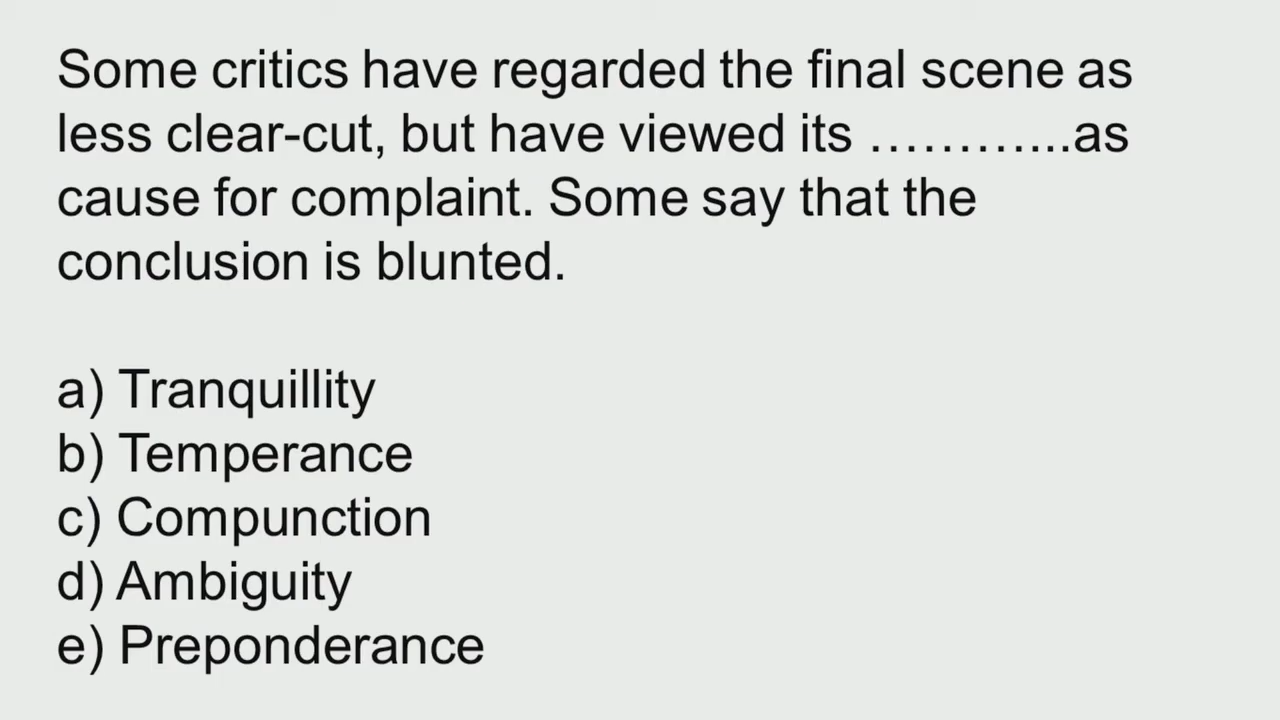 Some critics have regarded the final scene as
less clear-cut, but have viewed its …………...as
cause for complaint. Some say that the
conclusion is blunted.
a) Tranquillity
b) Temperance
c) Compunction
d) Ambiguity
e) Preponderance